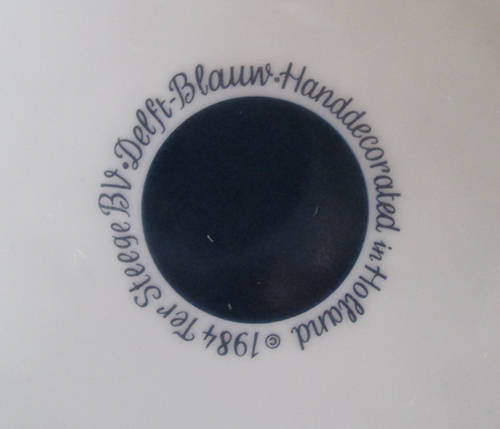 ©1984 Ter Steege BV•Delft-Blauw•Handdecorated in Holland